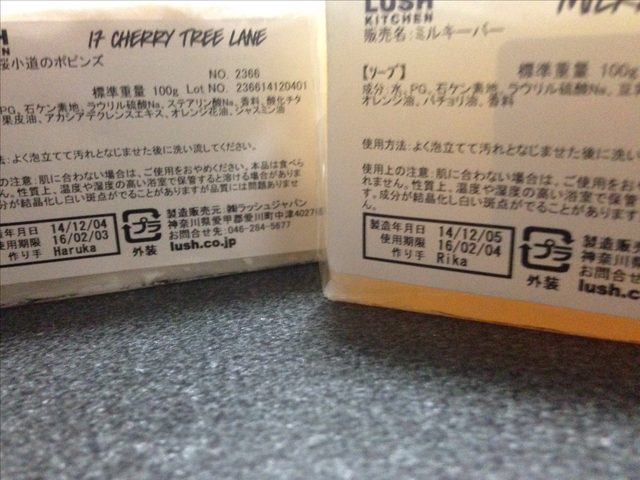 17 CHERRY TREE LANE
桜小道のポピンズ
NO. 2366
標準重量 100g Lot NO. 236614120401
PG、石ケン素地、ラウリル硫酸Na、ステアリン酸Na、香料、酸化チタ
果皮油、アカシアデクレンスエキス、オレンジ花油、ジャスミン油
：よく泡立てて汚れとなじませた後に洗い流してください。
の注意：肌に合わない場合は、ご使用をおやめください。本品は食べら
ん。性質上、温度や湿度の高い浴室で保管すると溶ける場合があります
分が結晶化し白い斑点がでることがありますが品質には問題ありませ
製造年月日 14/12/04
使用期限 16/02/03
作り手 Haruka
プラ
外装
製造販売元：㈱ラッシュジャパン
神奈川県愛甲郡愛川町中津4027
お問合せ先：046-284-5677
lush.co.jp
LUSH
KITCHEN
販売名：ミルキーバー
【ソープ】
標準重量 100g
成分：水、PG、石ケン素地、ラウリル硫酸Na、豆
オレンジ油、パチョリ油、香料
使用方法：よく泡立てて汚れとなじませた後に洗い
使用上の注意：肌に合わない場合は、ご使用をおや
れません。性質上、温度や湿度の高い浴室で保管す
す。成分が結晶化し白い斑点がでることがあります
ん。
製造年月日 14/12/05
使用期限 16/02/04
作り手 Rika
プラ
外装
製造販
神奈川県
お問合せ
lush.c